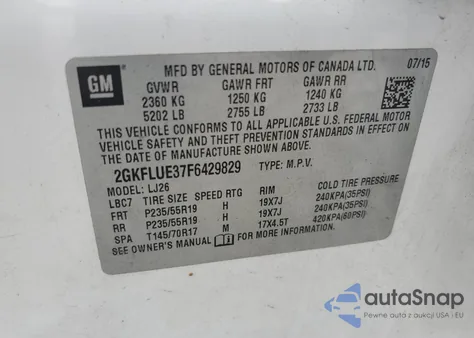 GM
MFD BY GENERAL MOTORS OF CANADA LTD. 07/15
GVWR GAWR FRT GAWR RR
2360 KG 1250 KG 1240 KG
5202 LB 2755 LB 2733 LB
THIS VEHICLE CONFORMS TO ALL APPLICABLE U.S. FEDERAL MOTOR
VEHICLE SAFETY AND THEFT PREVENTION STANDARDS IN EFFECT ON
THE DATE OF MANUFACTURE SHOWN ABOVE.
2GKFLUE37F6429829 TYPE: M.P.V.
MODEL: LJ26
LBC7 TIRE SIZE SPEED RTG RIM COLD TIRE PRESSURE
FRT P235/55R19 H 19X7J 240KPA(35PSI)
RR P235/55R19 H 19X7J 240KPA(35PSI)
SPA T145/70R17 M 17X4.5T 420KPA(60PSI)
SEE OWNER'S MANUAL FOR MORE INFORMATION.
autoSnap
Pewne auto z USA i EU